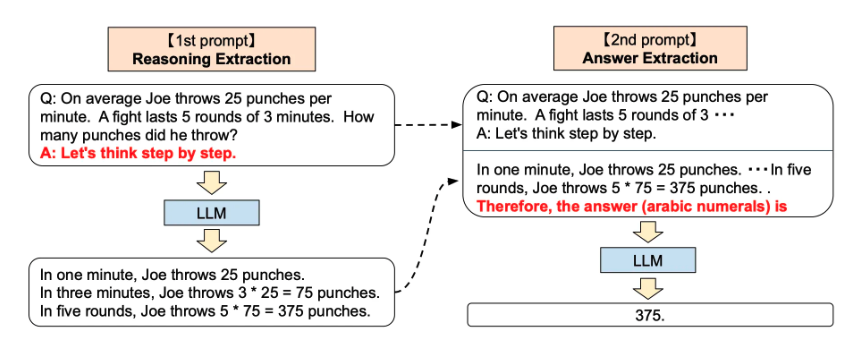 【1st prompt】
Reasoning Extraction
Q: On average Joe throws 25 punches per
minute. A fight lasts 5 rounds of 3 minutes. How
many punches did he throw?
A: Let's think step by step.
LLM
In one minute, Joe throws 25 punches.
In three minutes, Joe throws 3 * 25 = 75 punches.
In five rounds, Joe throws 5 * 75 = 375 punches.
【2nd prompt】
Answer Extraction
Q: On average Joe throws 25 punches per
minute. A fight lasts 5 rounds of 3 ･･･
A: Let's think step by step.
In one minute, Joe throws 25 punches. ･･･In five
rounds, Joe throws 5 * 75 = 375 punches. .
Therefore, the answer (arabic numerals) is
LLM
375.